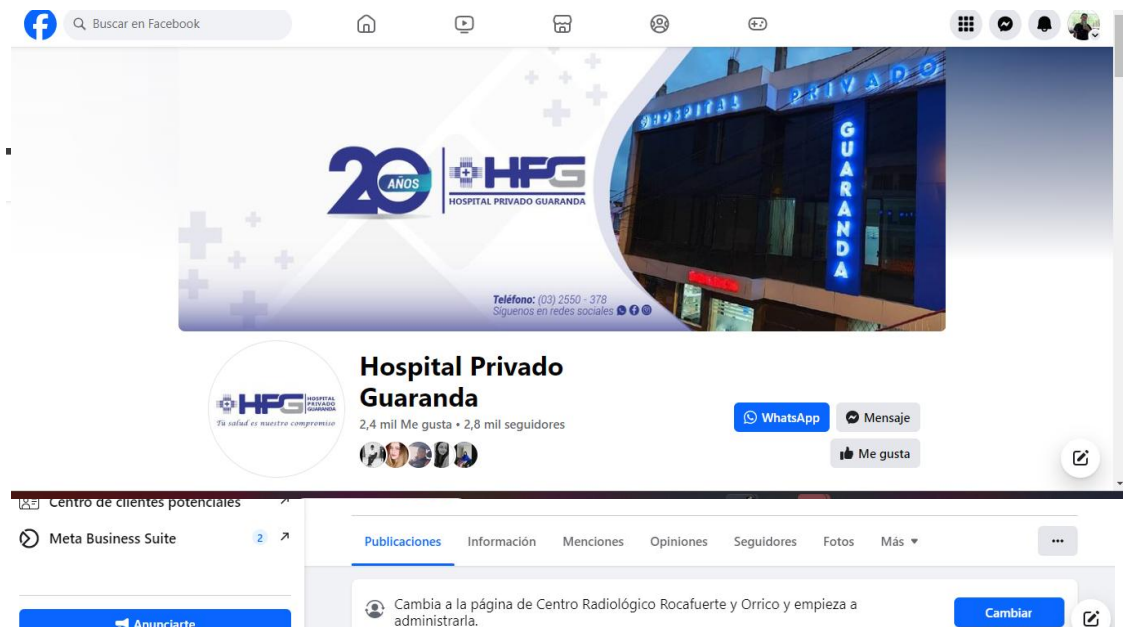 Buscar en Facebook
20
AÑOS
HFG
HOSPITAL PRIVADO GUARANDA
HOSPITAL PRIVADO
GUARANDA
Teléfono: (03) 2550 - 378
Siguenos en redes sociales
HFG HOSPITAL PRIVADO GUARANDA
Tu salud es nuestro compromiso
Hospital Privado
Guaranda
2,4 mil Me gusta • 2,8 mil seguidores
WhatsApp
Mensaje
Me gusta
Centro de clientes potenciales
Meta Business Suite 2
Anunciarte
Publicaciones Información Menciones Opiniones Seguidores Fotos Más
Cambia a la página de Centro Radiológico Rocafuerte y Orrico y empieza a
administrarla.
Cambiar